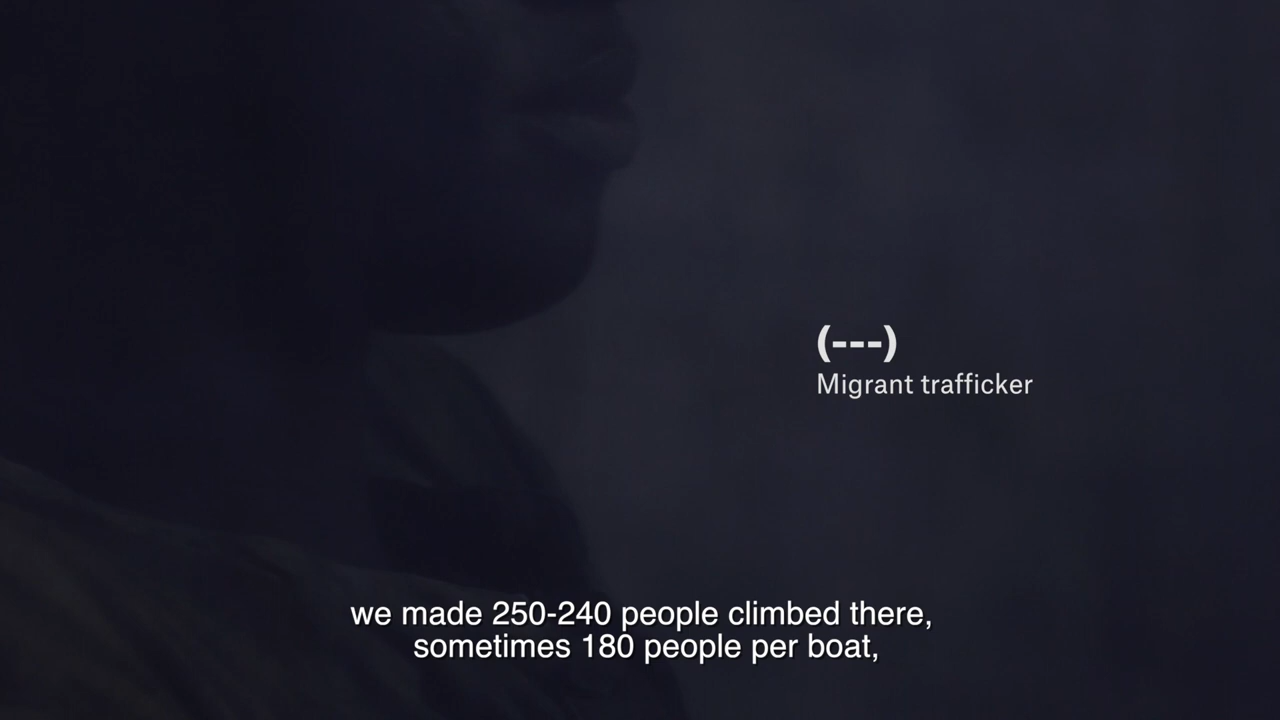 (---)
Migrant trafficker
we made 250-240 people climbed there,
sometimes 180 people per boat,